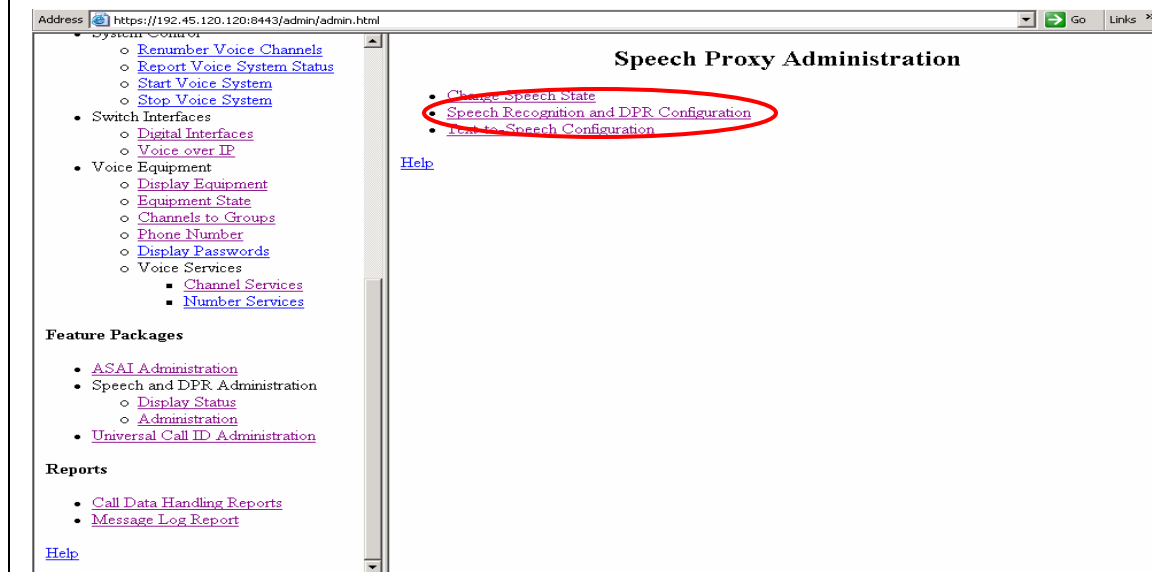 Address https://192.45.120.120:8443/admin/admin.html Go Links »
System Control
Renumber Voice Channels
Report Voice System Status
Start Voice System
Stop Voice System
Switch Interfaces
Digital Interfaces
Voice over IP
Voice Equipment
Display Equipment
Equipment State
Channels to Groups
Phone Number
Display Passwords
Voice Services
Channel Services
Number Services
Feature Packages
ASAI Administration
Speech and DPR Administration
Display Status
Administration
Universal Call ID Administration
Reports
Call Data Handling Reports
Message Log Report
Help
Speech Proxy Administration
Change Speech State
Speech Recognition and DPR Configuration
Text-to-Speech Configuration
Help